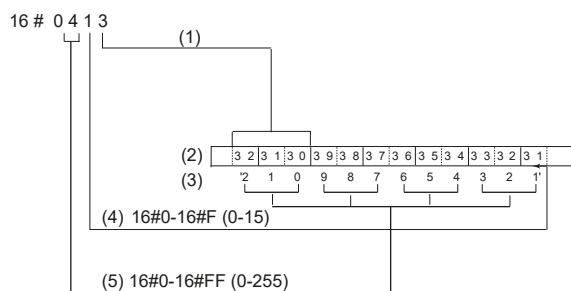 16 # 0 4 1 3
(1)
(2) 3 2 3 1 3 0 3 9 3 8 3 7 3 6 3 5 3 4 3 3 3 2 3 1
(3) '2 1 0 9 8 7 6 5 4 3 2 1'
(4) 16#0-16#F (0-15)
(5) 16#0-16#FF (0-255)